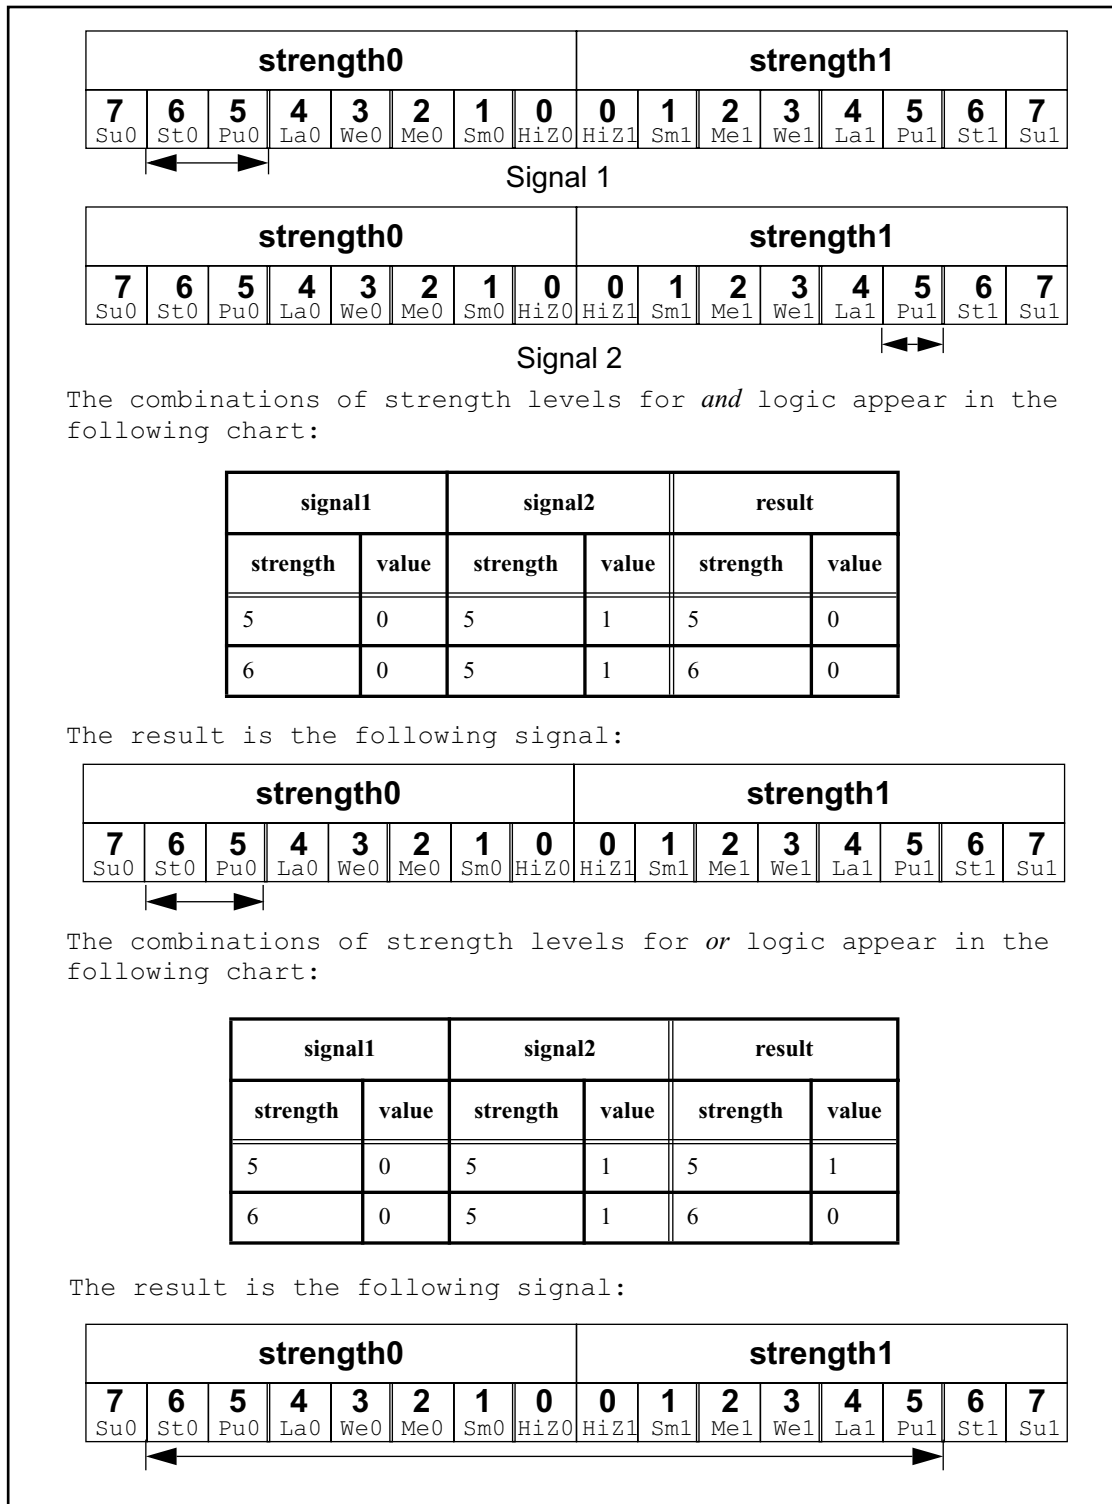 strength0 strength1
7 6 5 4 3 2 1 0 0 1 2 3 4 5 6 7
Su0 St0 Pu0 La0 We0 Me0 Sm0 HiZ0 HiZ1 Sm1 Me1 We1 La1 Pu1 St1 Su1
Signal 1
strength0 strength1
7 6 5 4 3 2 1 0 0 1 2 3 4 5 6 7
Su0 St0 Pu0 La0 We0 Me0 Sm0 HiZ0 HiZ1 Sm1 Me1 We1 La1 Pu1 St1 Su1
Signal 2
The combinations of strength levels for and logic appear in the
following chart:
signal1 signal2 result
strength value strength value strength value
5 0 5 1 5 0
6 0 5 1 6 0
The result is the following signal:
strength0 strength1
7 6 5 4 3 2 1 0 0 1 2 3 4 5 6 7
Su0 St0 Pu0 La0 We0 Me0 Sm0 HiZ0 HiZ1 Sm1 Me1 We1 La1 Pu1 St1 Su1
The combinations of strength levels for or logic appear in the
following chart:
signal1 signal2 result
strength value strength value strength value
5 0 5 1 5 1
6 0 5 1 6 0
The result is the following signal:
strength0 strength1
7 6 5 4 3 2 1 0 0 1 2 3 4 5 6 7
Su0 St0 Pu0 La0 We0 Me0 Sm0 HiZ0 HiZ1 Sm1 Me1 We1 La1 Pu1 St1 Su1